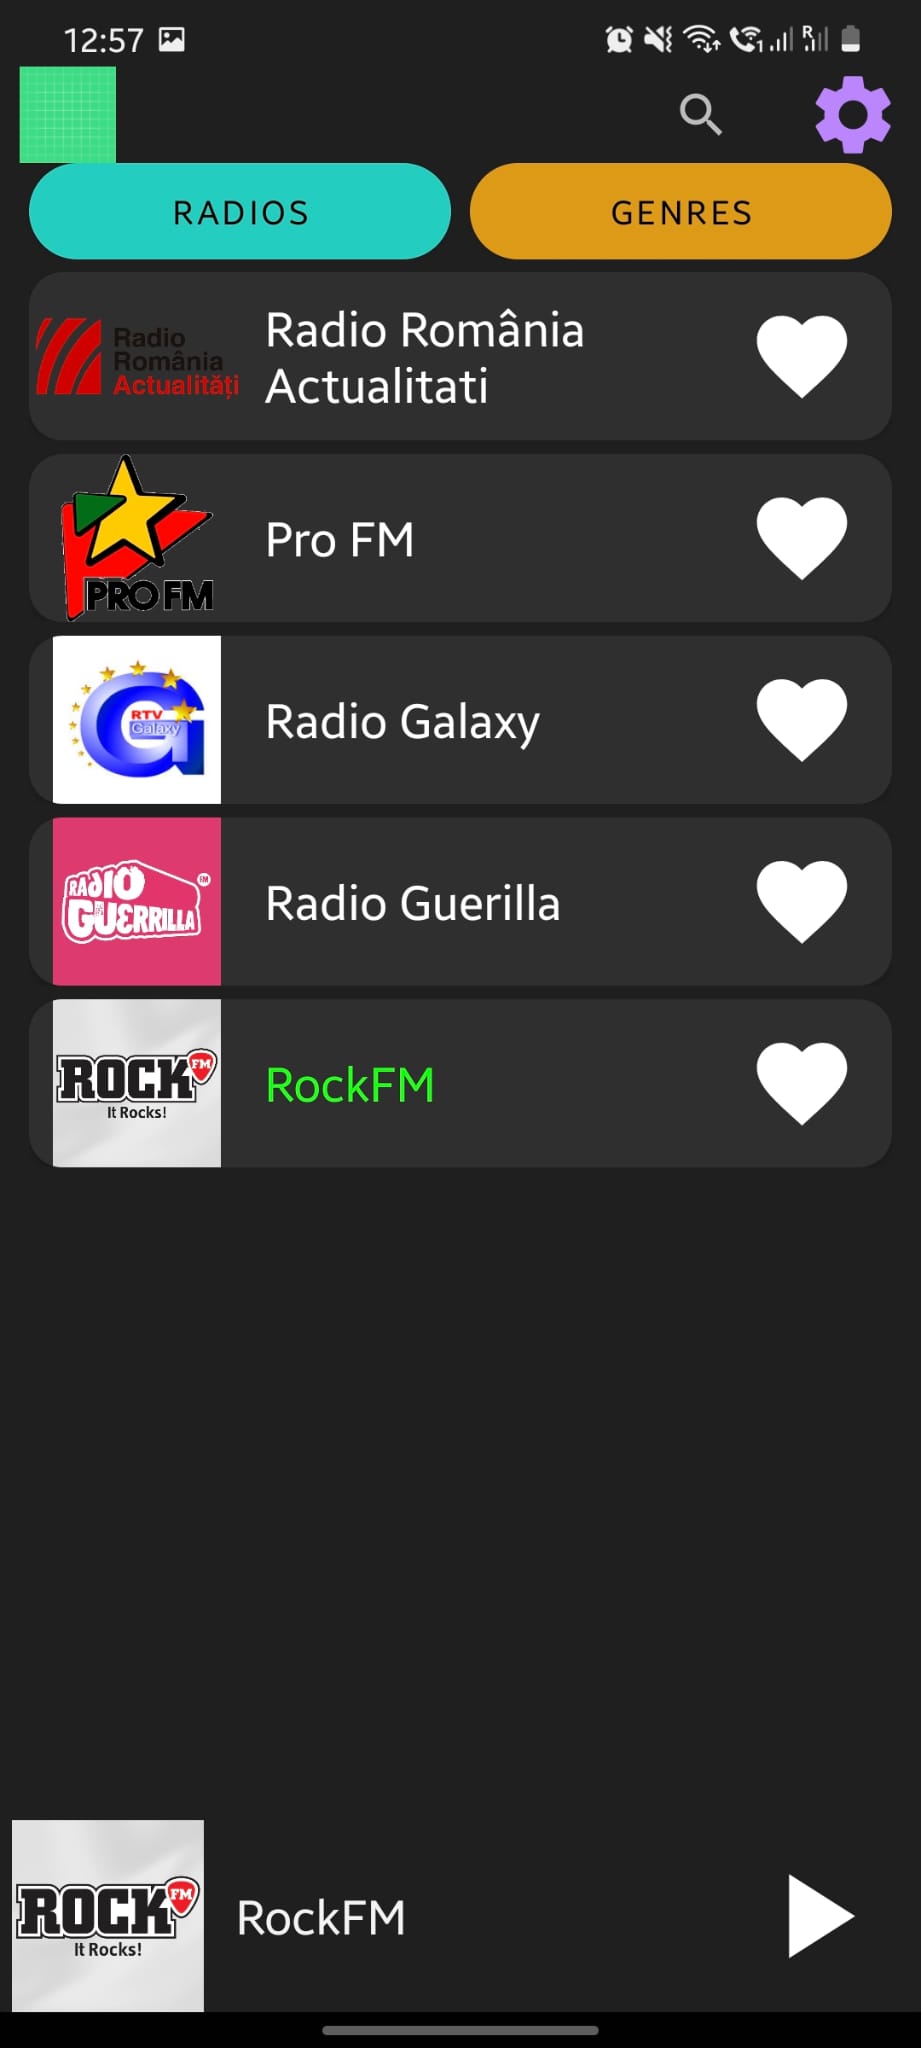 12:57
RADIOS
GENRES
Radio
România
Actualități
Radio România
Actualitati
PRO FM
Pro FM
RTV
Galaxy
Radio Galaxy
RADIO
GUERRILLA
FM
Radio Guerilla
ROCK FM
It Rocks!
RockFM
ROCK FM
It Rocks!
RockFM